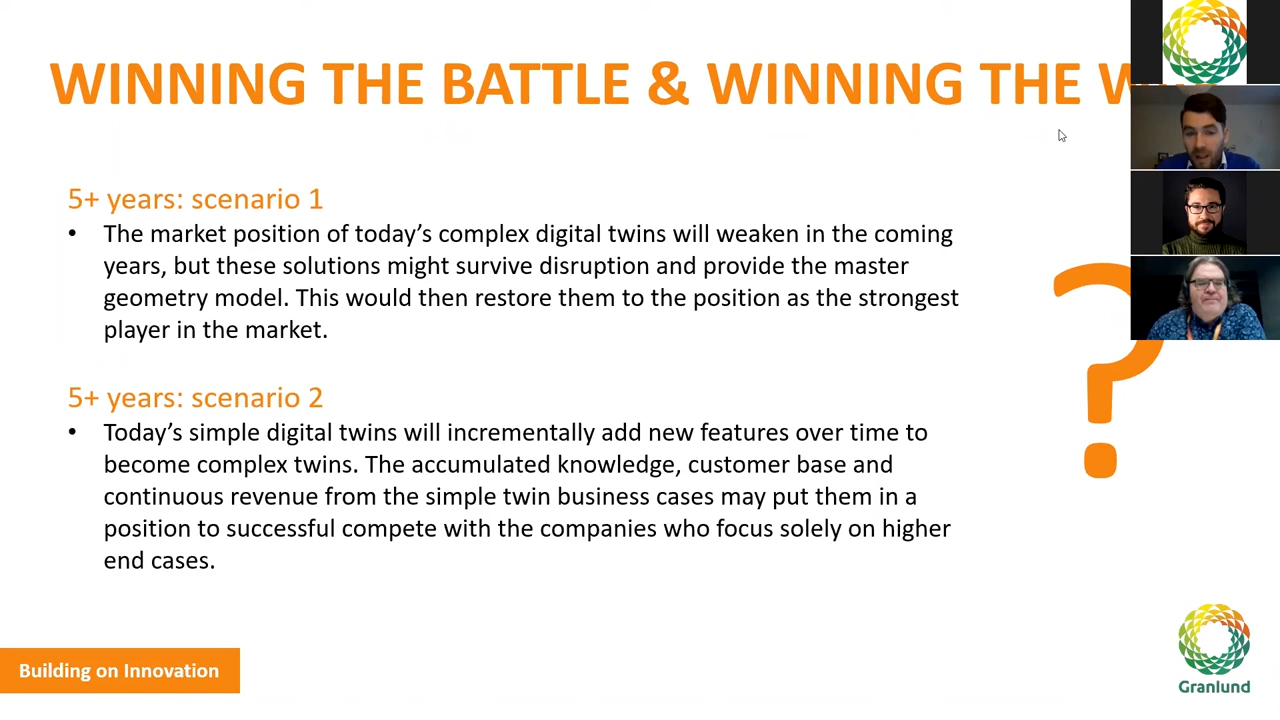 WINNING THE BATTLE & WINNING THE
5+ years: scenario 1
• The market position of today's complex digital twins will weaken in the coming
years, but these solutions might survive disruption and provide the master
geometry model. This would then restore them to the position as the strongest
player in the market.
5+ years: scenario 2
• Today's simple digital twins will incrementally add new features over time to
become complex twins. The accumulated knowledge, customer base and
continuous revenue from the simple twin business cases may put them in a
position to successful compete with the companies who focus solely on higher
end cases.
?
Building on Innovation
Granlund